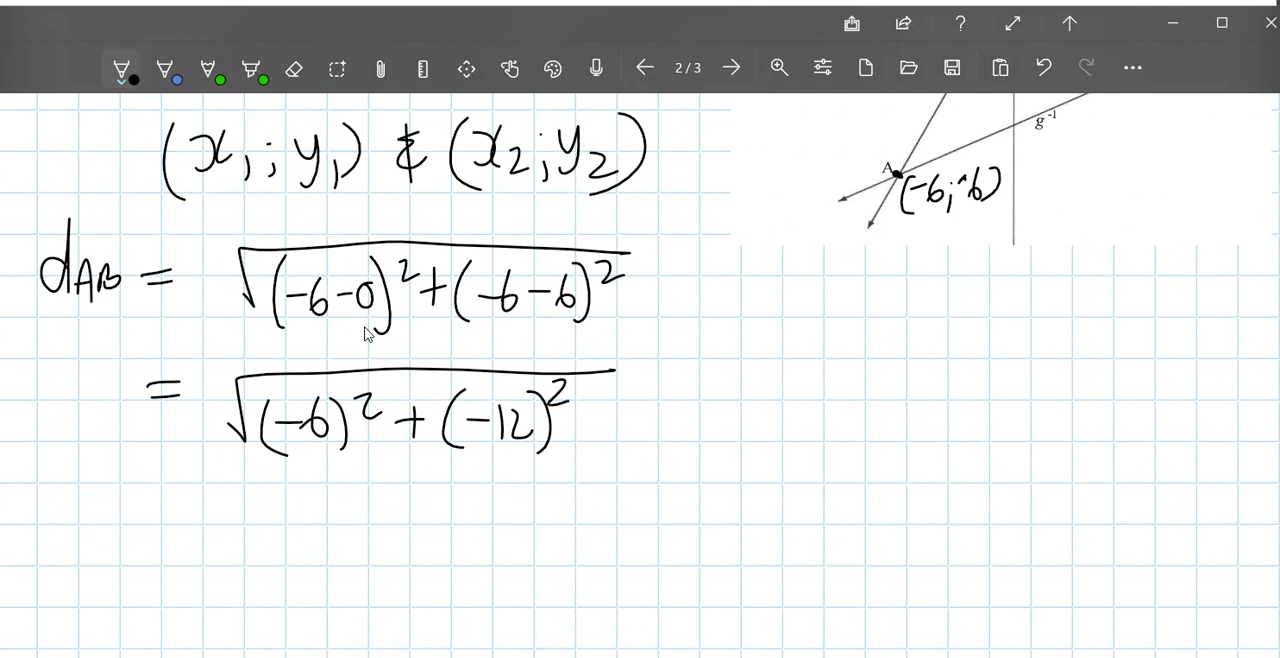 2/3
(x₁; y₁) & (x₂; y₂)
g⁻¹
A
(-6; -6)
d_AB = √((-6-0)² + (-6-6)²)
= √((-6)² + (-12)²)